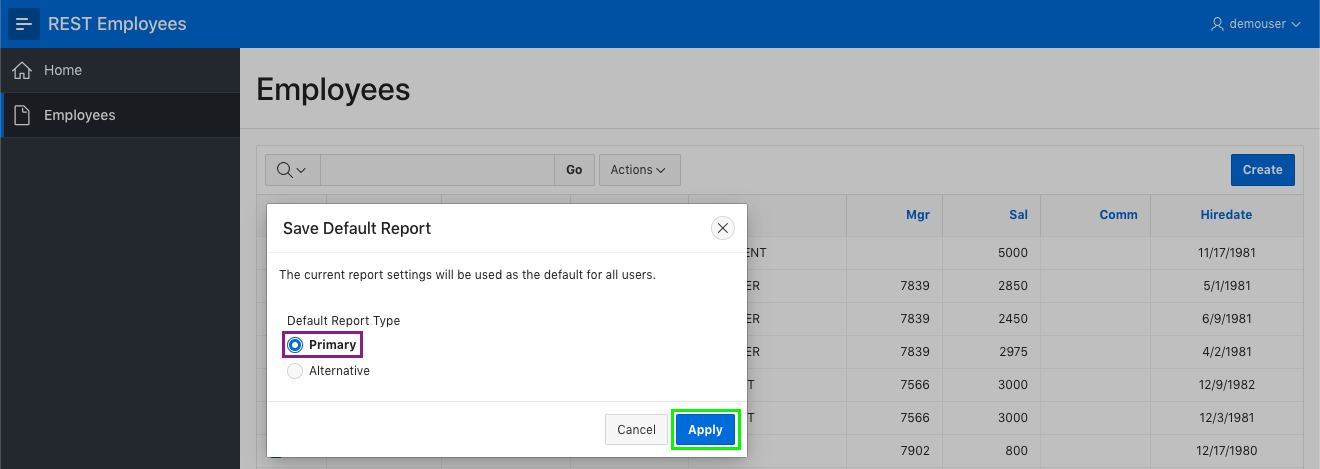 REST Employees
demouser
Home
Employees
Employees
Go
Actions
Create
Mgr Sal Comm Hiredate
Save Default Report
The current report settings will be used as the default for all users.
Default Report Type
Primary
Alternative
Cancel
Apply
ENT 5000 11/17/1981
ER 7839 2850 5/1/1981
ER 7839 2450 6/9/1981
ER 7839 2975 4/2/1981
T 7566 3000 12/9/1982
T 7566 3000 12/3/1981
7902 800 12/17/1980